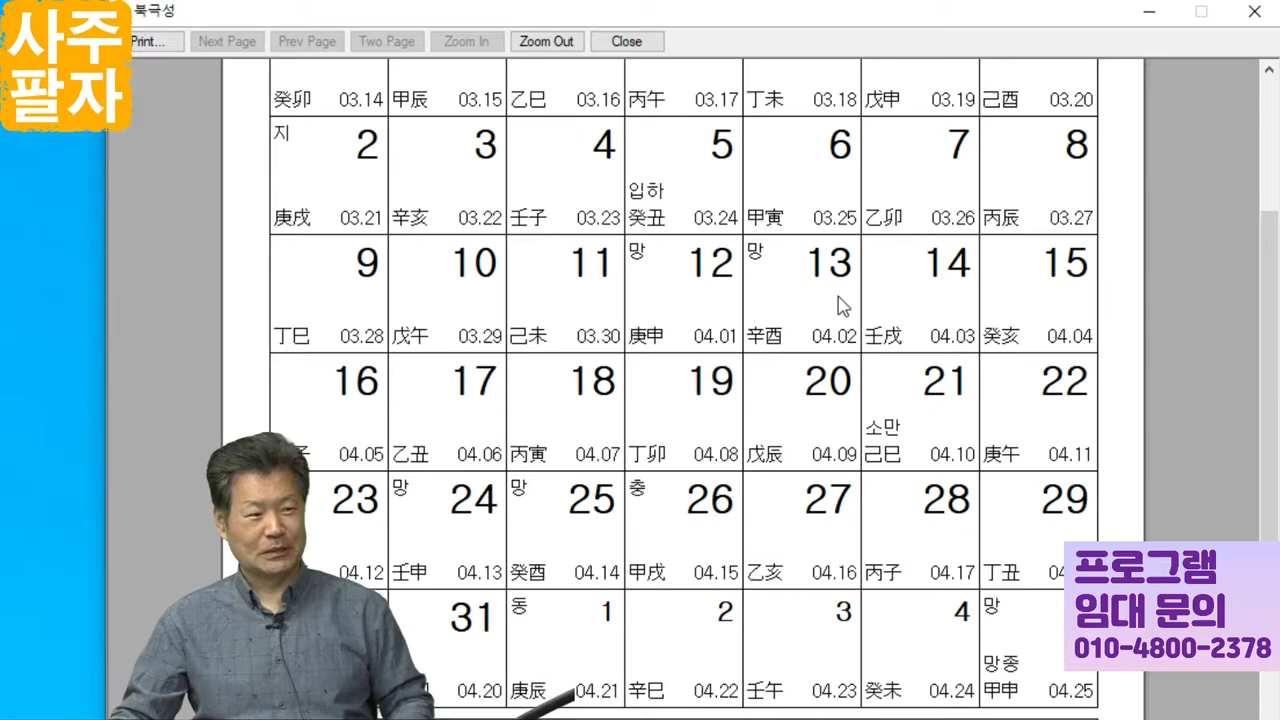 사주
팔자
북극성
Print... Next Page Prev Page Two Page Zoom In Zoom Out Close
癸卯 03.14 甲辰 03.15 乙巳 03.16 丙午 03.17 丁未 03.18 戊申 03.19 己酉 03.20
지 2 3 4 5 6 7 8
입하
庚戌 03.21 辛亥 03.22 壬子 03.23 癸丑 03.24 甲寅 03.25 乙卯 03.26 丙辰 03.27
9 10 11 망 12 망 13 14 15
丁巳 03.28 戊午 03.29 己未 03.30 庚申 04.01 辛酉 04.02 壬戌 04.03 癸亥 04.04
16 17 18 19 20 21 22
소만
子 04.05 乙丑 04.06 丙寅 04.07 丁卯 04.08 戊辰 04.09 己巳 04.10 庚午 04.11
23 망 24 망 25 충 26 27 28 29
04.12 壬申 04.13 癸酉 04.14 甲戌 04.15 乙亥 04.16 丙子 04.17 丁丑 04
31 동 1 2 3 4 망
망종
04.20 庚辰 04.21 辛巳 04.22 壬午 04.23 癸未 04.24 甲申 04.25
프로그램
임대 문의
010-4800-2378